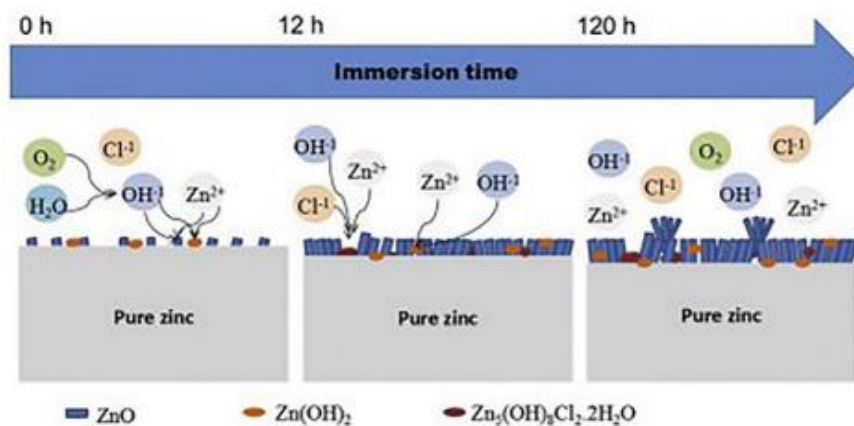 0 h 12 h 120 h
Immersion time
O₂ Cl⁻¹ H₂O OH⁻¹ Zn²⁺
OH⁻¹ Zn²⁺ Cl⁻¹ Zn²⁺ OH⁻¹
OH⁻¹ O₂ Cl⁻¹ Cl⁻¹ Zn²⁺ OH⁻¹ Zn²⁺
Pure zinc Pure zinc Pure zinc
ZnO Zn(OH)₂ Zn₅(OH)₈Cl₂.2H₂O